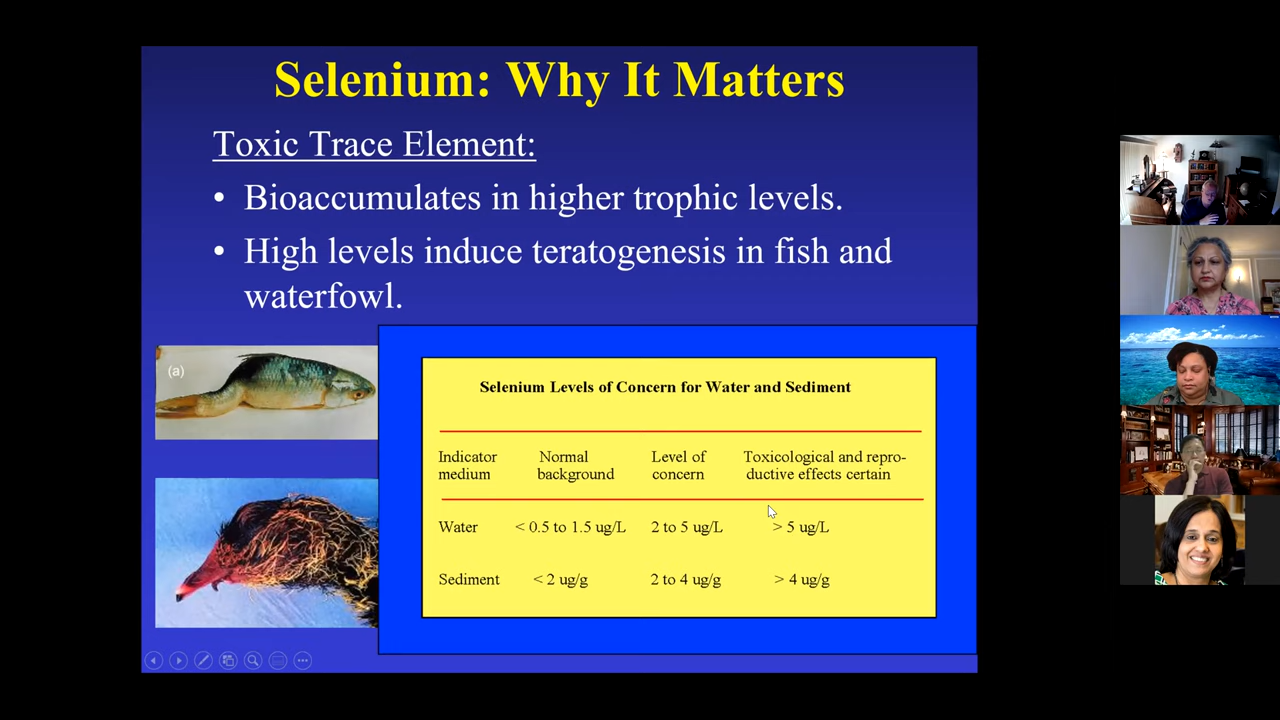 Selenium: Why It Matters
Toxic Trace Element:
• Bioaccumulates in higher trophic levels.
• High levels induce teratogenesis in fish and
waterfowl.
(a)
Selenium Levels of Concern for Water and Sediment
Indicator Normal Level of Toxicological and repro-
medium background concern ductive effects certain
Water < 0.5 to 1.5 ug/L 2 to 5 ug/L > 5 ug/L
Sediment < 2 ug/g 2 to 4 ug/g > 4 ug/g